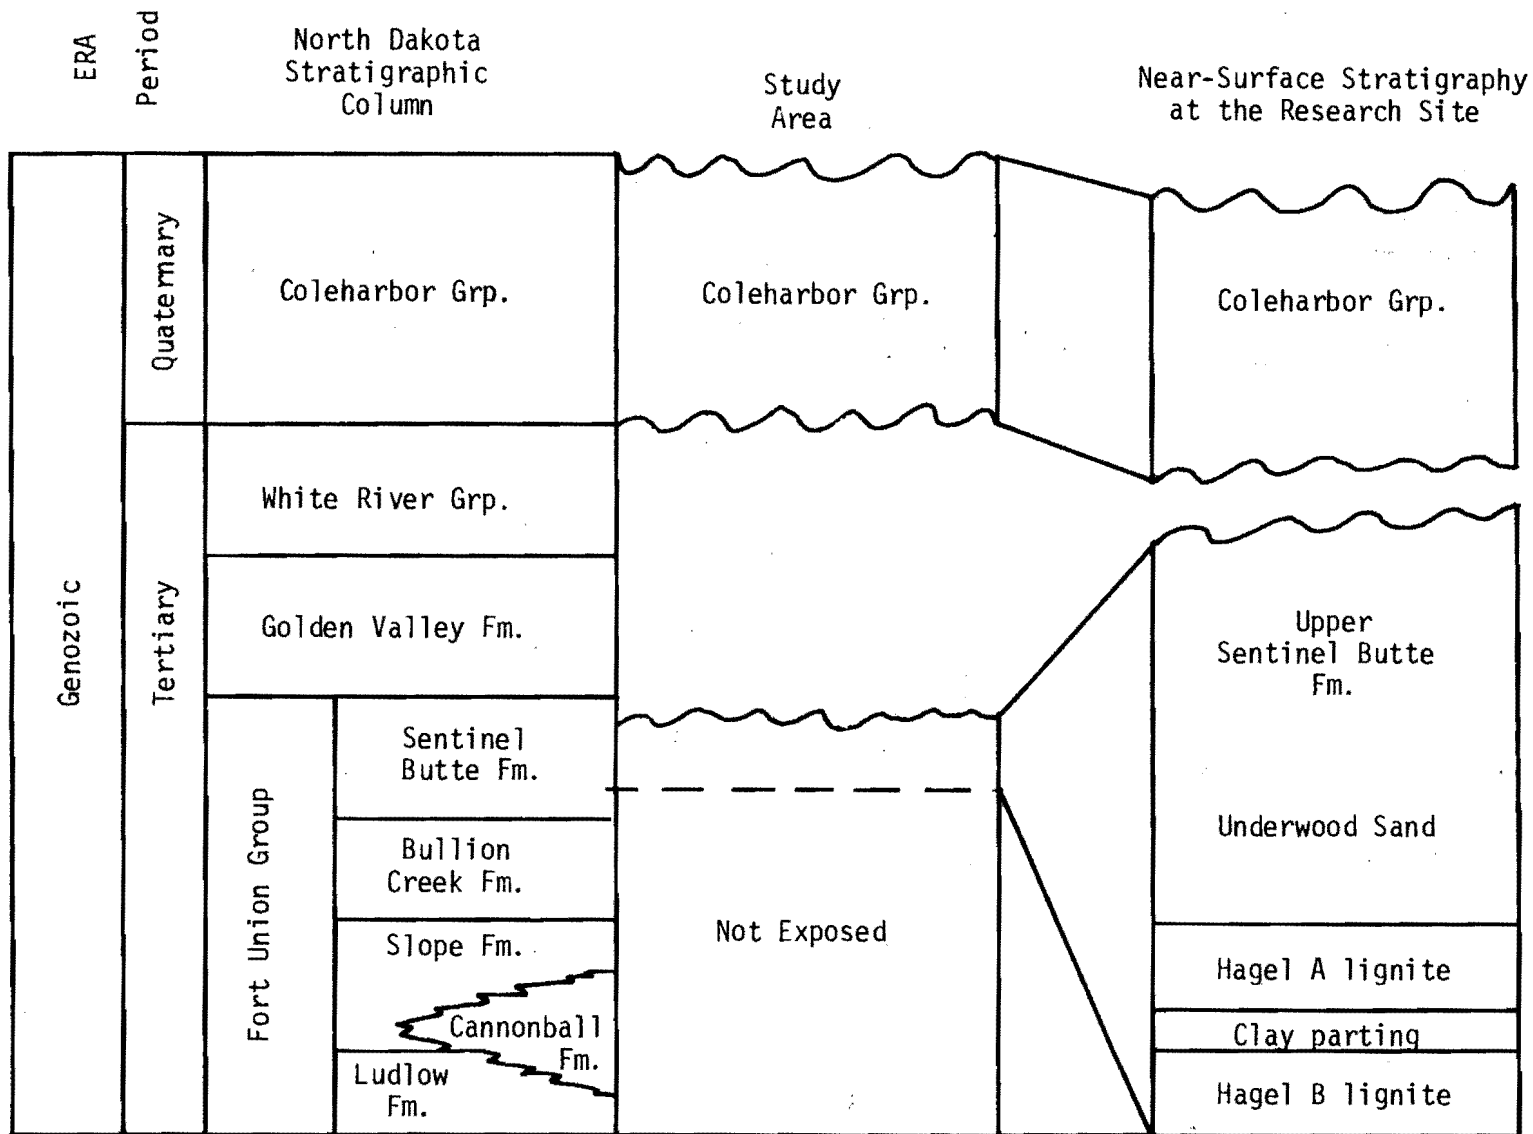 ERA
Period
North Dakota
Stratigraphic
Column
Study
Area
Near-Surface Stratigraphy
at the Research Site
Genozoic
Quaternary
Tertiary
Coleharbor Grp.
White River Grp.
Golden Valley Fm.
Fort Union Group
Sentinel
Butte Fm.
Bullion
Creek Fm.
Slope Fm.
Cannonball
Fm.
Ludlow
Fm.
Coleharbor Grp.
Not Exposed
Coleharbor Grp.
Upper
Sentinel Butte
Fm.
Underwood Sand
Hagel A lignite
Clay parting
Hagel B lignite